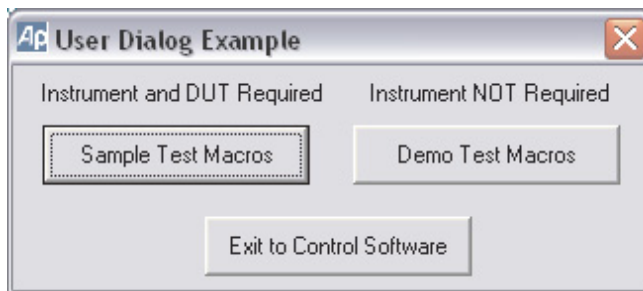 Ap User Dialog Example
Instrument and DUT Required
Instrument NOT Required
Sample Test Macros
Demo Test Macros
Exit to Control Software